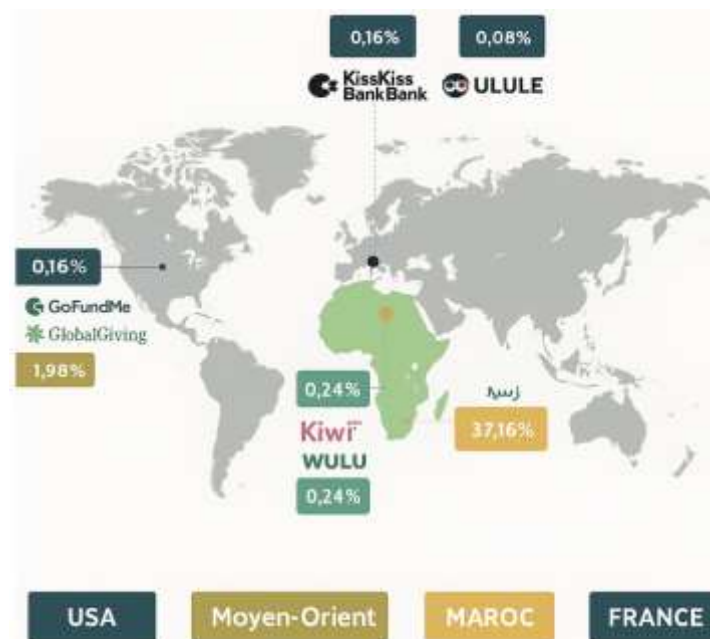 0,16%
0,08%
KissKiss
BankBank
ULULE
0,16%
GoFundMe
GlobalGiving
1,98%
0,24%
Kiwi
WULU
0,24%
37,16%
USA
Moyen-Orient
MAROC
FRANCE